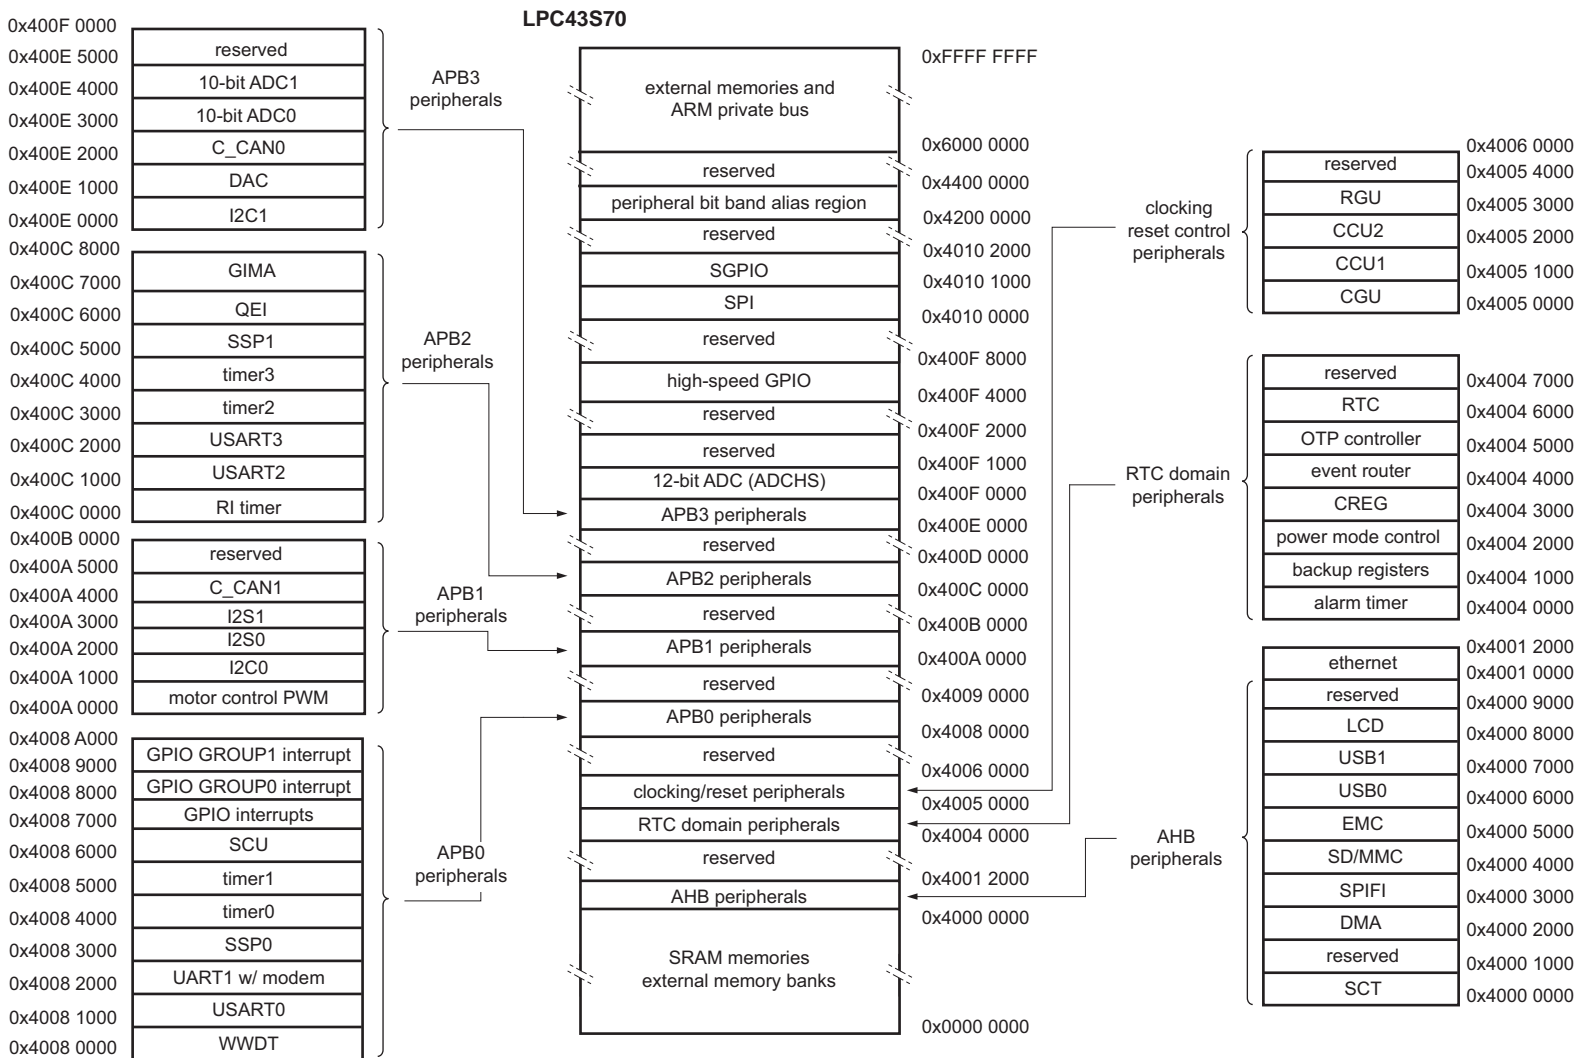 LPC43S70
0x400F 0000
reserved
0x400E 5000
10-bit ADC1
0x400E 4000
10-bit ADC0
0x400E 3000
C_CAN0
0x400E 2000
DAC
0x400E 1000
I2C1
0x400E 0000
APB3
peripherals
0x400C 8000
GIMA
0x400C 7000
QEI
0x400C 6000
SSP1
0x400C 5000
timer3
0x400C 4000
timer2
0x400C 3000
USART3
0x400C 2000
USART2
0x400C 1000
RI timer
0x400C 0000
APB2
peripherals
0x400B 0000
reserved
0x400A 5000
C_CAN1
0x400A 4000
I2S1
0x400A 3000
I2S0
0x400A 2000
I2C0
0x400A 1000
motor control PWM
0x400A 0000
APB1
peripherals
0x4008 A000
GPIO GROUP1 interrupt
0x4008 9000
GPIO GROUP0 interrupt
0x4008 8000
GPIO interrupts
0x4008 7000
SCU
0x4008 6000
timer1
0x4008 5000
timer0
0x4008 4000
SSP0
0x4008 3000
UART1 w/ modem
0x4008 2000
USART0
0x4008 1000
WWDT
0x4008 0000
APB0
peripherals
0xFFFF FFFF
external memories and
ARM private bus
0x6000 0000
reserved
0x4400 0000
peripheral bit band alias region
0x4200 0000
reserved
0x4010 2000
SGPIO
0x4010 1000
SPI
0x4010 0000
reserved
0x400F 8000
high-speed GPIO
0x400F 4000
reserved
0x400F 2000
reserved
0x400F 1000
12-bit ADC (ADCHS)
0x400F 0000
APB3 peripherals
0x400E 0000
reserved
0x400D 0000
APB2 peripherals
0x400C 0000
reserved
0x400B 0000
APB1 peripherals
0x400A 0000
reserved
0x4009 0000
APB0 peripherals
0x4008 0000
reserved
0x4006 0000
clocking/reset peripherals
0x4005 0000
RTC domain peripherals
0x4004 0000
reserved
0x4001 2000
AHB peripherals
0x4000 0000
SRAM memories
external memory banks
0x0000 0000
clocking
reset control
peripherals
0x4006 0000
reserved
0x4005 4000
RGU
0x4005 3000
CCU2
0x4005 2000
CCU1
0x4005 1000
CGU
0x4005 0000
RTC domain
peripherals
reserved
0x4004 7000
RTC
0x4004 6000
OTP controller
0x4004 5000
event router
0x4004 4000
CREG
0x4004 3000
power mode control
0x4004 2000
backup registers
0x4004 1000
alarm timer
0x4004 0000
AHB
peripherals
0x4001 2000
ethernet
0x4001 0000
reserved
0x4000 9000
LCD
0x4000 8000
USB1
0x4000 7000
USB0
0x4000 6000
EMC
0x4000 5000
SD/MMC
0x4000 4000
SPIFI
0x4000 3000
DMA
0x4000 2000
reserved
0x4000 1000
SCT
0x4000 0000